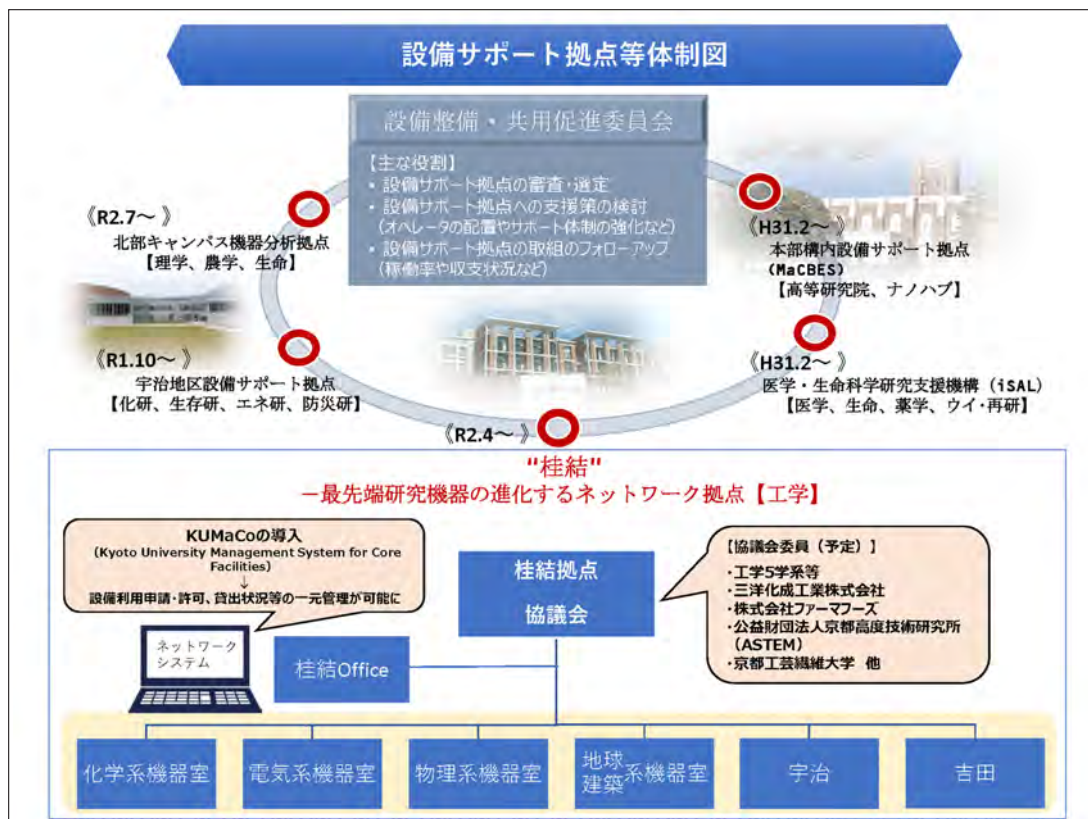 設備サポート拠点等体制図
設備整備・共用促進委員会
【主な役割】
• 設備サポート拠点の審査・選定
• 設備サポート拠点への支援策の検討
(オペレータの配置やサポート体制の強化など)
• 設備サポート拠点の取組のフォローアップ
(稼働率や収支状況など)
《R2.7～ 》
北部キャンパス機器分析拠点
【理学、農学、生命】
《H31.2～ 》
本部構内設備サポート拠点
(MaCBES)
【高等研究院、ナノハブ】
《R1.10～ 》
宇治地区設備サポート拠点
【化研、生存研、エネ研、防災研】
《H31.2～ 》
医学・生命科学研究支援機構（iSAL）
【医学、生命、薬学、ウイ・再研】
《R2.4～ 》
"桂結"
－最先端研究機器の進化するネットワーク拠点【工学】
KUMaCoの導入
(Kyoto University Management System for Core
Facilities)
↓
設備利用申請・許可、貸出状況等の一元管理が可能に
ネットワーク
システム
桂結Office
桂結拠点
協議会
【協議会委員（予定）】
・工学5学系等
・三洋化成工業株式会社
・株式会社ファーマフーズ
・公益財団法人京都高度技術研究所
(ASTEM)
・京都工芸繊維大学 他
化学系機器室
電気系機器室
物理系機器室
地球
建築系機器室
宇治
吉田